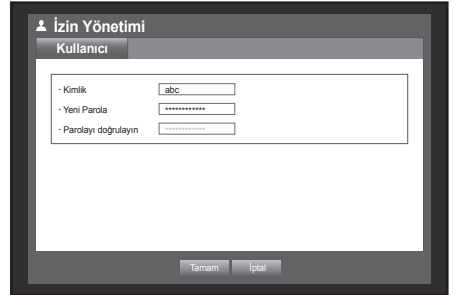 İzin Yönetimi
Kullanıcı
· Kimlik abc
· Yeni Parola ************
· Parolayı doğrulayın ************
Tamam İptal